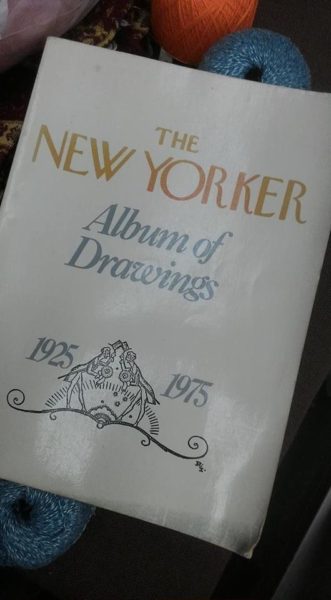 THE
NEW YORKER
Album of
Drawings
1925
1975